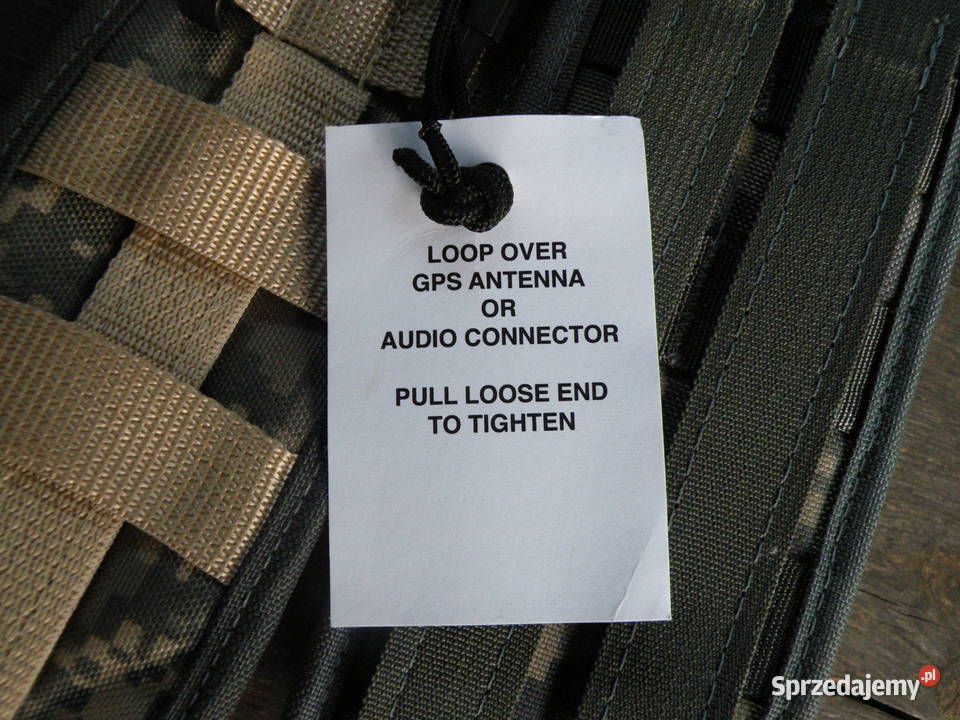 LOOP OVER
GPS ANTENNA
OR
AUDIO CONNECTOR
PULL LOOSE END
TO TIGHTEN
Sprzedajemy.pl